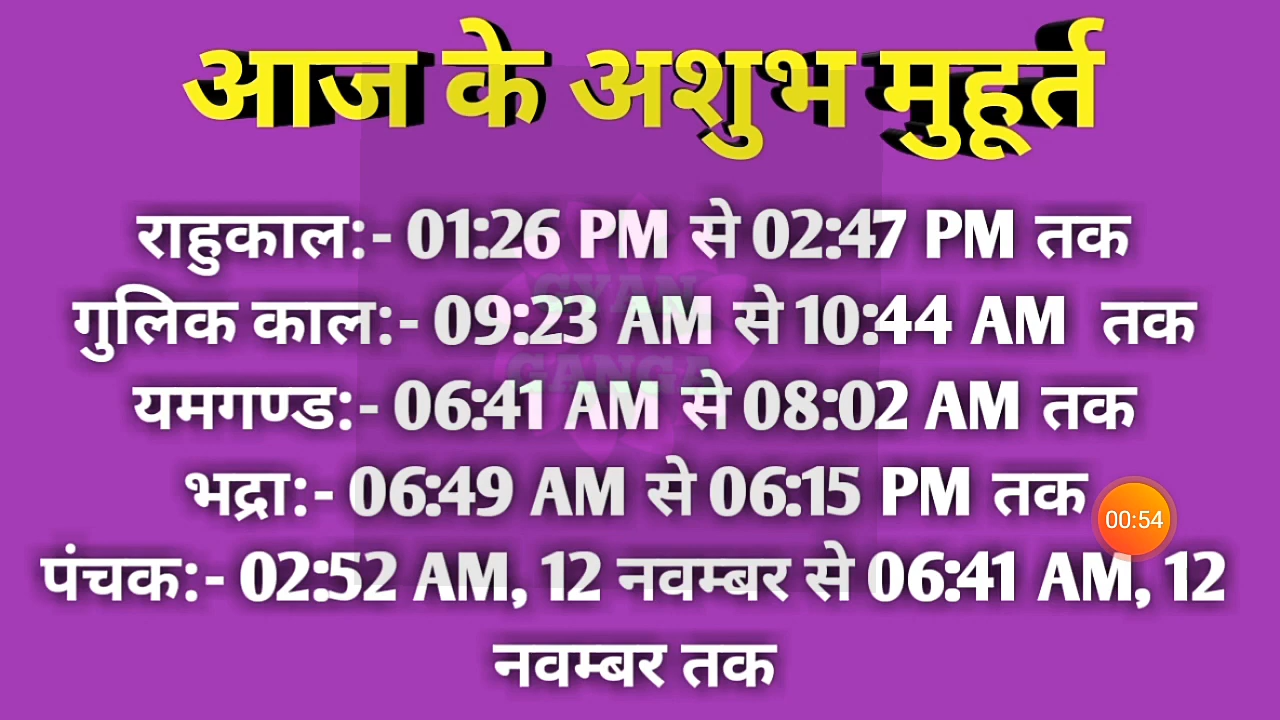 आज के अशुभ मुहूर्त
राहुकाल:- 01:26 PM से 02:47 PM तक
गुलिक काल:- 09:23 AM से 10:44 AM तक
यमगण्ड:- 06:41 AM से 08:02 AM तक
भद्रा:- 06:49 AM से 06:15 PM तक
00:54
पंचक:- 02:52 AM, 12 नवम्बर से 06:41 AM, 12
नवम्बर तक
GYAN
GANGA